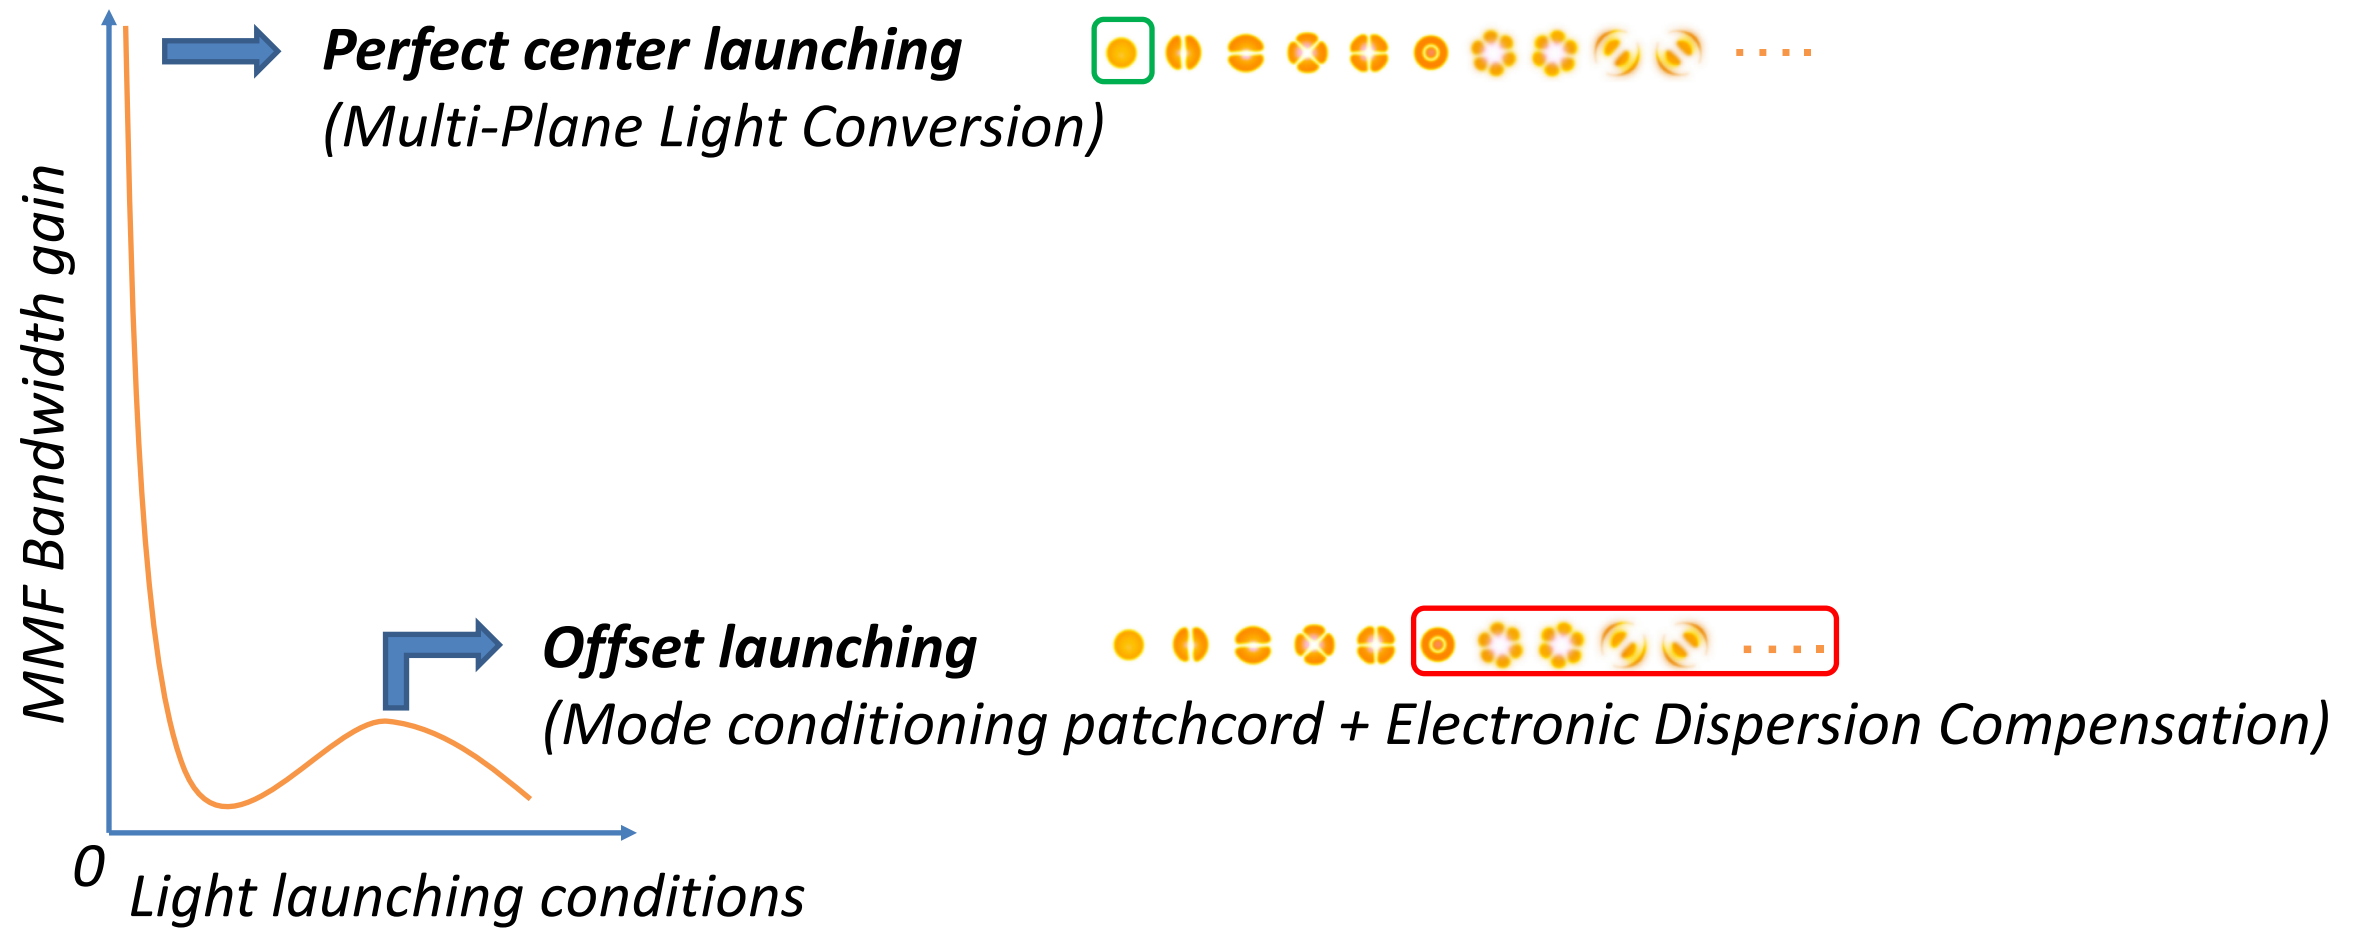 Perfect center launching
(Multi-Plane Light Conversion)
MMF Bandwidth gain
Offset launching
(Mode conditioning patchcord + Electronic Dispersion Compensation)
0
Light launching conditions